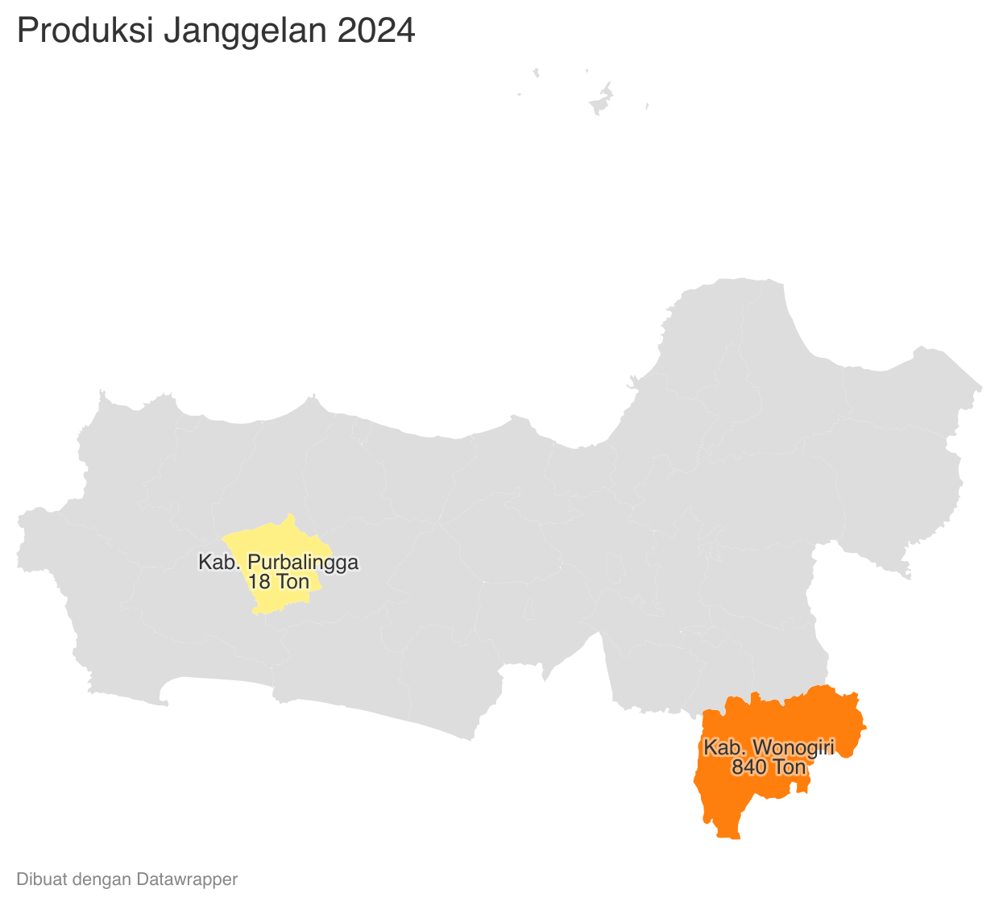 Produksi Janggelan 2024
Kab. Purbalingga
18 Ton
Kab. Wonogiri
840 Ton
Dibuat dengan Datawrapper